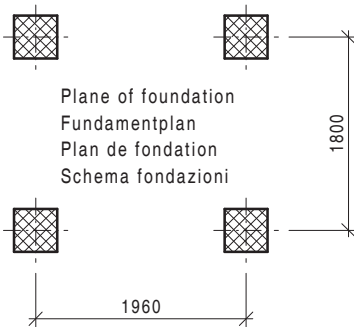 Plane of foundation
Fundamentplan
Plan de fondation
Schema fondazioni
1800
1960